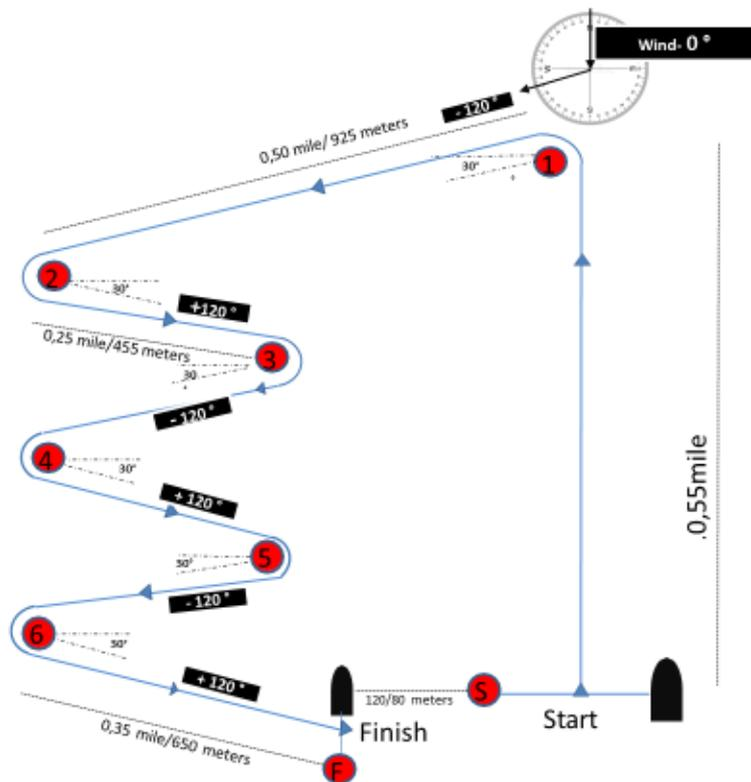 Wind- 0 °
- 120 °
0,50 mile/ 925 meters
1
30°
2
30°
+120 °
0,25 mile/455 meters
3
30
- 120 °
4
30°
+ 120 °
5
30°
- 120 °
6
30°
+ 120 °
0,35 mile/650 meters
.0,55mile
S
120/80 meters
Start
Finish
F